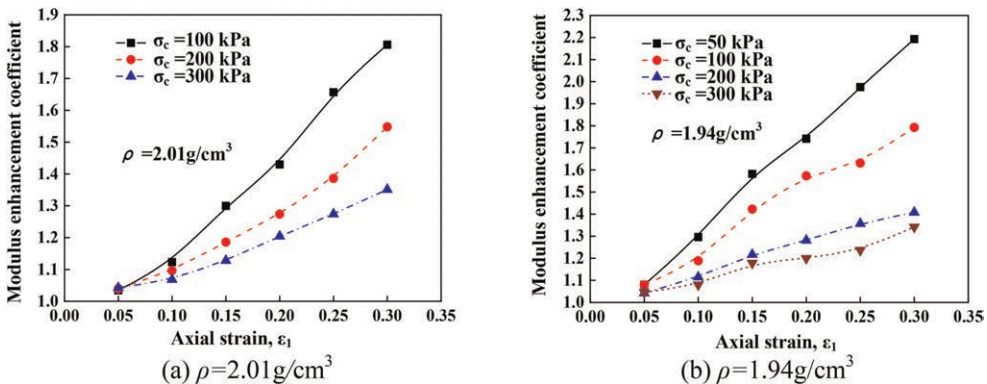 Modulus enhancement coefficient
1.9
1.8
1.7
1.6
1.5
1.4
1.3
1.2
1.1
1.0
σc =100 kPa
σc =200 kPa
σc =300 kPa
ρ =2.01g/cm³
0.00 0.05 0.10 0.15 0.20 0.25 0.30 0.35
Axial strain, ε1
(a) ρ=2.01g/cm³
Modulus enhancement coefficient
2.3
2.2
2.1
2.0
1.9
1.8
1.7
1.6
1.5
1.4
1.3
1.2
1.1
1.0
σc =50 kPa
σc =100 kPa
σc =200 kPa
σc =300 kPa
ρ =1.94g/cm³
0.00 0.05 0.10 0.15 0.20 0.25 0.30 0.35
Axial strain, ε1
(b) ρ=1.94g/cm³